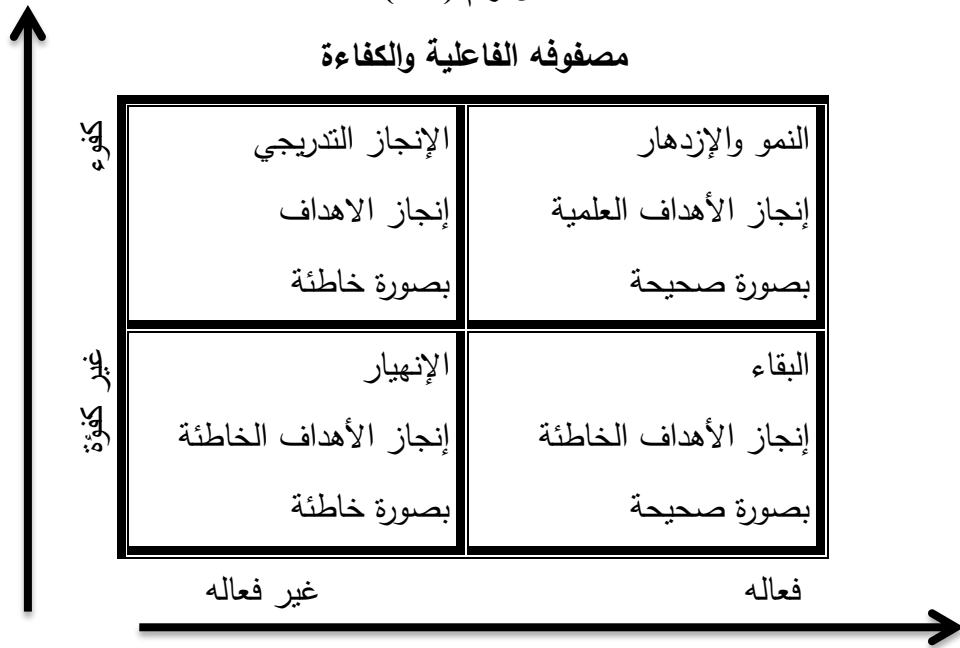 مصفوفه الفاعلية والكفاءة
كفوء
النمو والإزدهار
إنجاز الأهداف العلمية
بصورة صحيحة
الإنجاز التدريجي
إنجاز الاهداف
بصورة خاطئة
غير كفؤة
البقاء
إنجاز الأهداف الخاطئة
بصورة صحيحة
الإنهيار
إنجاز الأهداف الخاطئة
بصورة خاطئة
فعاله
غير فعاله